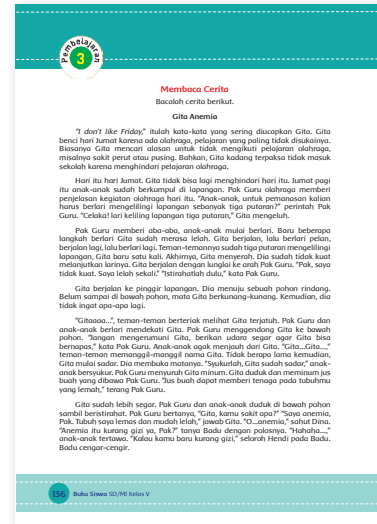 Pembelajaran
3
Membaca Cerita
Bacalah cerita berikut.
Gita Anemia
"I don't like Friday," itulah kata-kata yang sering diucapkan Gita. Gita
benci hari Jumat karena ada olahraga, pelajaran yang paling tidak disukainya.
Biasanya Gita mencari alasan untuk tidak mengikuti pelajaran olahraga,
misalnya sakit perut atau pusing. Bahkan, Gita kadang terpaksa tidak masuk
sekolah karena menghindari pelajaran olahraga.
Hari itu hari Jumat. Gita tidak bisa lagi menghindari hari itu. Jumat pagi
itu anak-anak sudah berkumpul di lapangan. Pak Guru olahraga memberi
penjelasan kegiatan olahraga hari itu. "Anak-anak, untuk pemanasan kalian
harus berlari mengelilingi lapangan sebanyak tiga putaran?" perintah Pak
Guru. "Celaka! lari keliling lapangan tiga putaran," Gita mengeluh.
Pak Guru memberi aba-aba, anak-anak mulai berlari. Baru beberapa
langkah berlari Gita sudah merasa lelah. Gita berjalan, lalu berlari pelan,
berjalan lagi, lalu berlari lagi. Teman-temannya sudah tiga putaran mengelilingi
lapangan, Gita baru satu kali. Akhirnya, Gita menyerah. Dia sudah tidak kuat
melanjutkan larinya. Gita berjalan dengan lunglai ke arah Pak Guru. "Pak, saya
tidak kuat. Saya lelah sekali." "Istirahatlah dulu," kata Pak Guru.
Gita berjalan ke pinggir lapangan. Dia menuju sebuah pohon rindang.
Belum sampai di bawah pohon, mata Gita berkunang-kunang. Kemudian, dia
tidak ingat apa-apa lagi.
"Gitaaaa...", teman-teman berteriak melihat Gita terjatuh. Pak Guru dan
anak-anak berlari mendekati Gita. Pak Guru menggendong Gita ke bawah
pohon. "Jangan mengerumuni Gita, berikan udara segar agar Gita bisa
bernapas," kata Pak Guru. Anak-anak agak menjauh dari Gita. "Gita...Gita....,"
teman-teman memanggil-manggil nama Gita. Tidak berapa lama kemudian,
Gita mulai sadar. Dia membuka matanya. "Syukurlah, Gita sudah sadar," anak-
anak bersyukur. Pak Guru menyuruh Gita minum. Gita duduk dan meminum jus
buah yang dibawa Pak Guru. "Jus buah dapat memberi tenaga pada tubuhmu
yang lemah," terang Pak Guru.
Gita sudah lebih segar. Pak Guru dan anak-anak duduk di bawah pohon
sambil beristirahat. Pak Guru bertanya, "Gita, kamu sakit apa?" "Saya anemia,
Pak. Tubuh saya lemas dan mudah lelah," jawab Gita. "O...anemia," sahut Dina.
"Anemia itu kurang gizi ya, Pak?" tanya Badu dengan polosnya. "Hahaha....,"
anak-anak tertawa. "Kalau kamu baru kurang gizi," seloroh Hendi pada Badu.
Badu cengar-cengir.
136 Buku Siswa SD/MI Kelas V